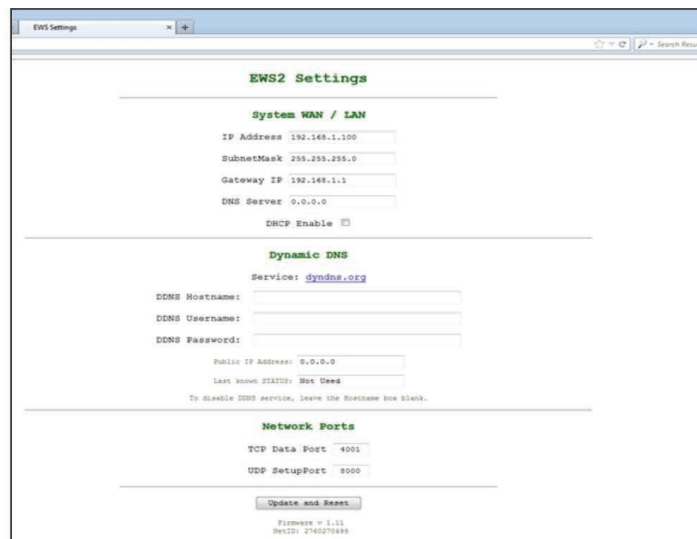 EWS Settings
Search Resu
EWS2 Settings
System WAN / LAN
IP Address 192.168.1.100
SubnetMask 255.255.255.0
Gateway IP 192.168.1.1
DNS Server 0.0.0.0
DHCP Enable
Dynamic DNS
Service: dyndns.org
DDNS Hostname:
DDNS Username:
DDNS Password:
Public IP Address: 0.0.0.0
Last known STATUS: Not Used
To disable DDNS service, leave the Hostname box blank.
Network Ports
TCP Data Port 4001
UDP SetupPort 8000
Update and Reset
Firmware v 1.11
NetID: 2760270499